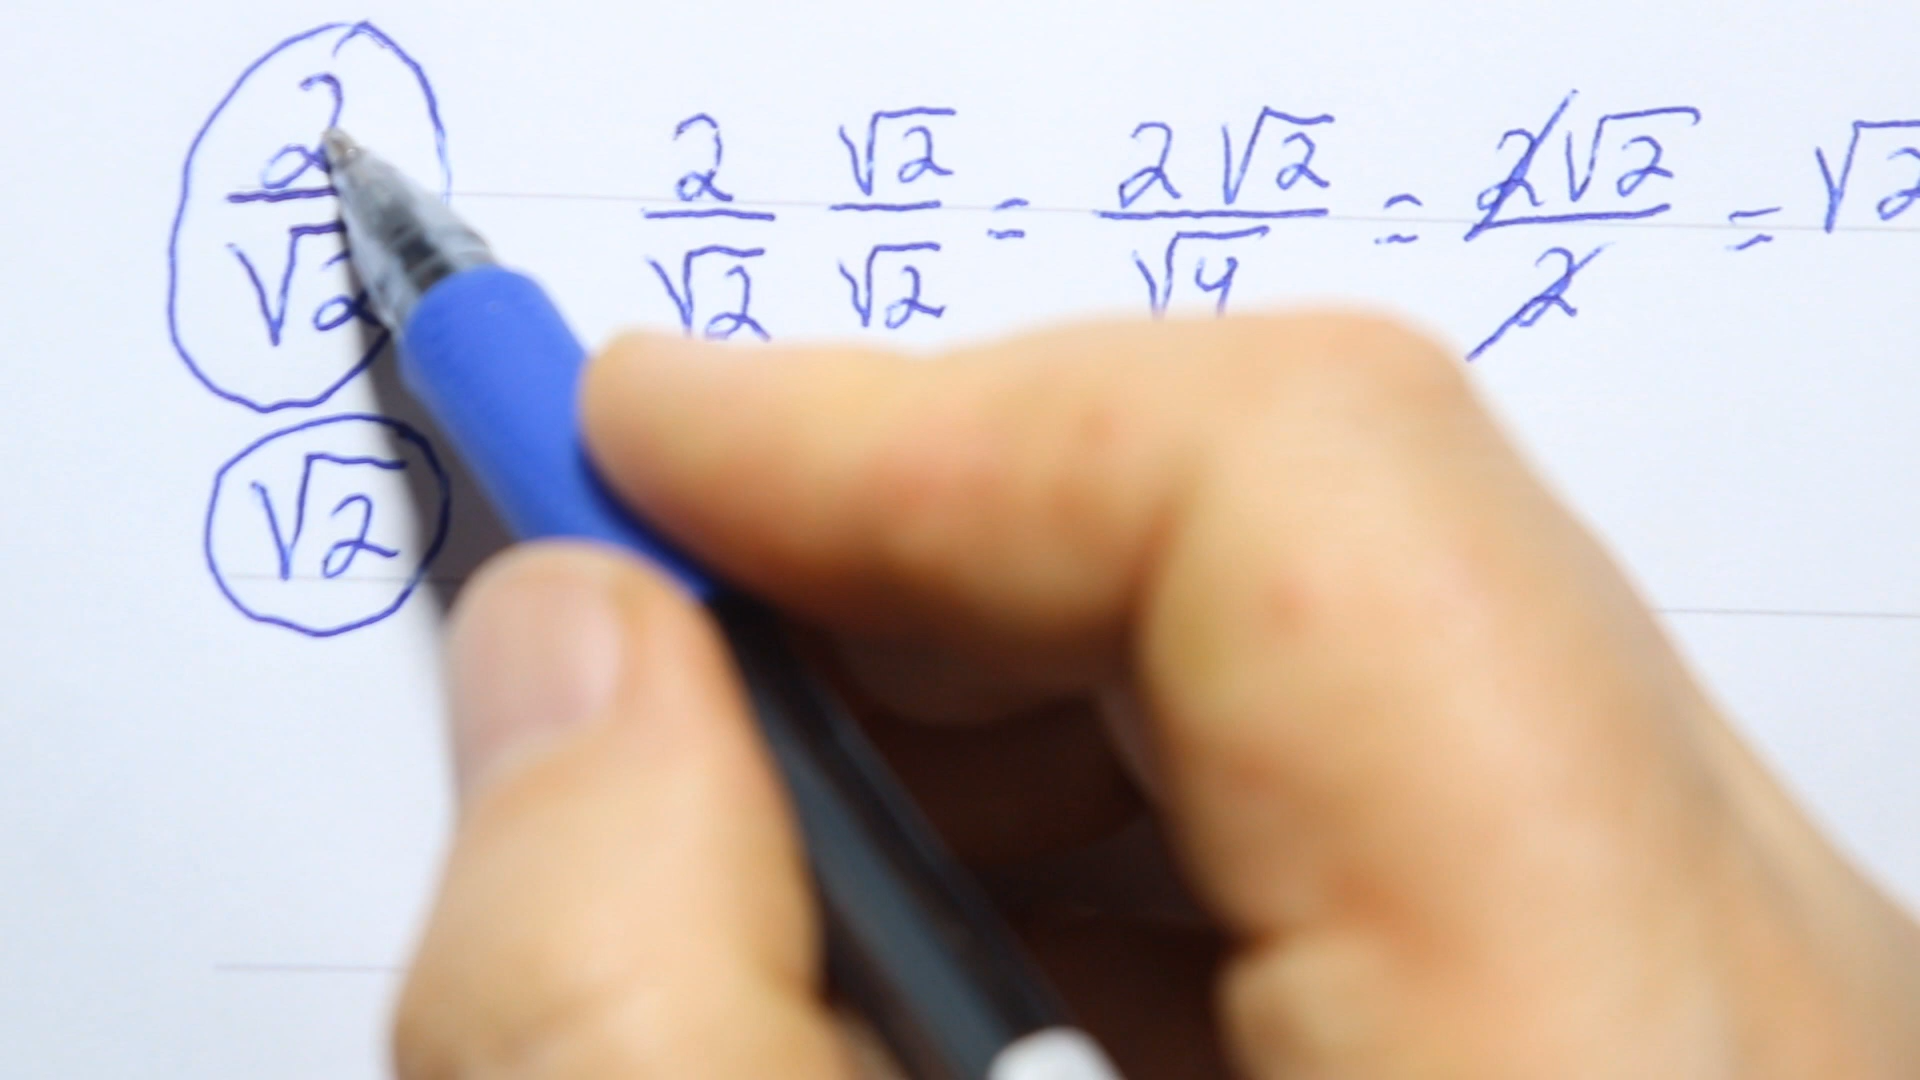 2/√2    2/√2 √2/√2 = 2√2/√4 = 2√2/2 = √2
√2